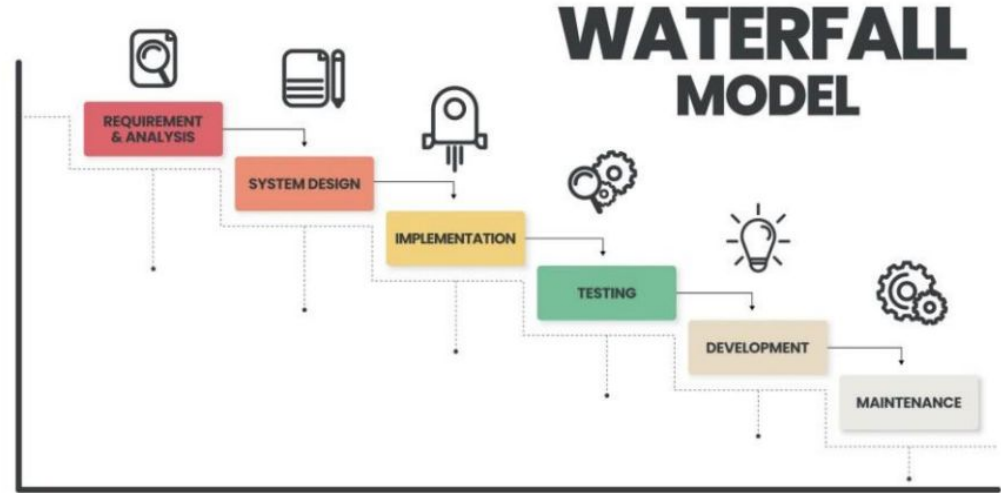 WATERFALL
MODEL
REQUIREMENT
& ANALYSIS
SYSTEM DESIGN
IMPLEMENTATION
TESTING
DEVELOPMENT
MAINTENANCE